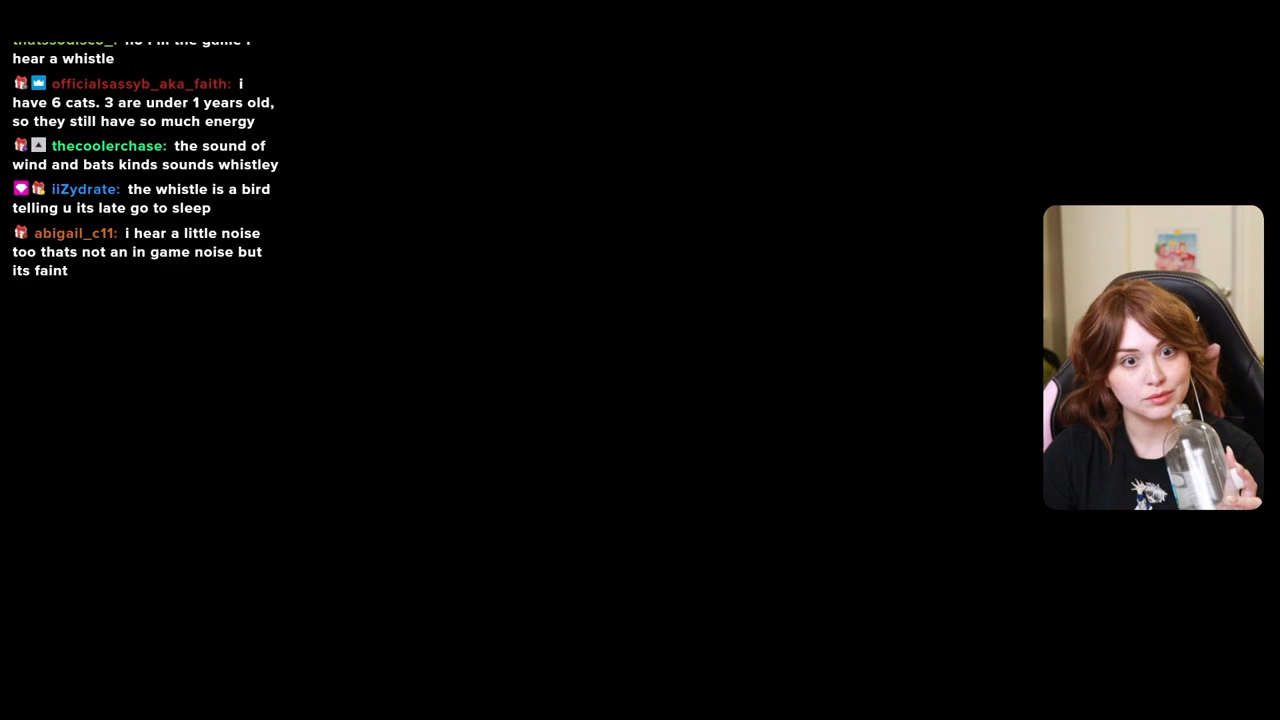 hear a whistle
officialsassyb_aka_faith: i
have 6 cats. 3 are under 1 years old,
so they still have so much energy
thecoolerchase: the sound of
wind and bats kinds sounds whistley
iiZydrate: the whistle is a bird
telling u its late go to sleep
abigail_c11: i hear a little noise
too thats not an in game noise but
its faint